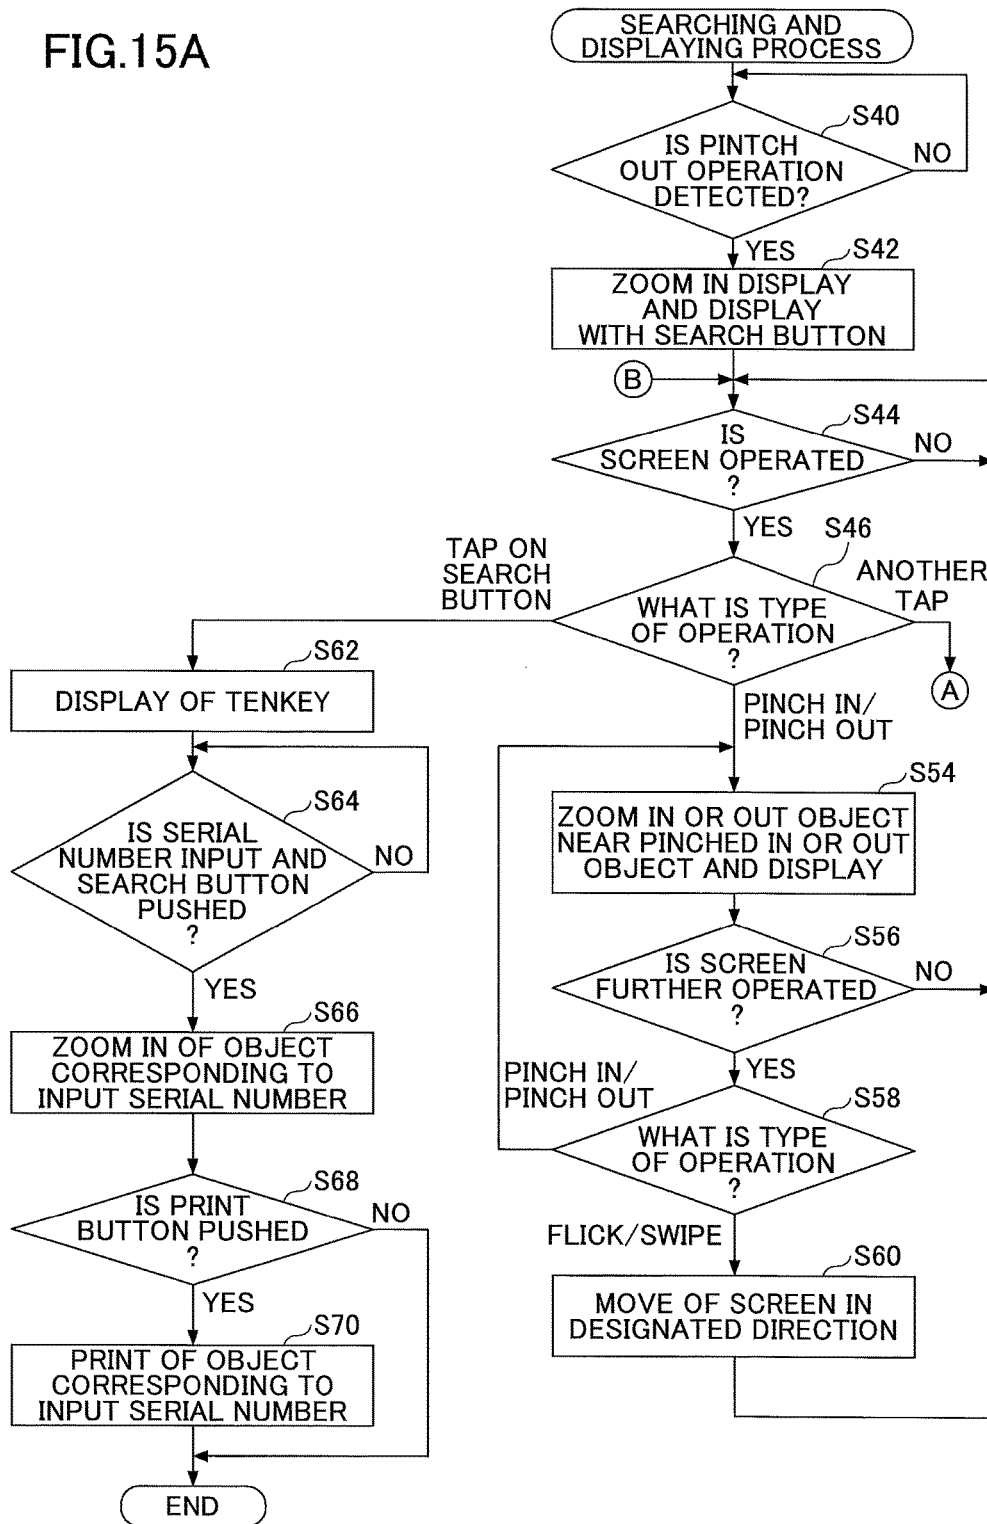 FIG.15A
SEARCHING AND
DISPLAYING PROCESS
S40
IS PINTCH
OUT OPERATION
DETECTED?
NO
YES
S42
ZOOM IN DISPLAY
AND DISPLAY
WITH SEARCH BUTTON
B
S44
IS
SCREEN OPERATED
?
NO
YES
S46
WHAT IS TYPE
OF OPERATION
?
TAP ON
SEARCH
BUTTON
ANOTHER
TAP
A
PINCH IN/
PINCH OUT
S62
DISPLAY OF TENKEY
S64
IS SERIAL
NUMBER INPUT AND
SEARCH BUTTON
PUSHED
?
NO
YES
S66
ZOOM IN OF OBJECT
CORRESPONDING TO
INPUT SERIAL NUMBER
S68
IS PRINT
BUTTON PUSHED
?
NO
YES
S70
PRINT OF OBJECT
CORRESPONDING TO
INPUT SERIAL NUMBER
END
S54
ZOOM IN OR OUT OBJECT
NEAR PINCHED IN OR OUT
OBJECT AND DISPLAY
S56
IS SCREEN
FURTHER OPERATED
?
NO
YES
S58
WHAT IS TYPE
OF OPERATION
?
PINCH IN/
PINCH OUT
FLICK/SWIPE
S60
MOVE OF SCREEN IN
DESIGNATED DIRECTION